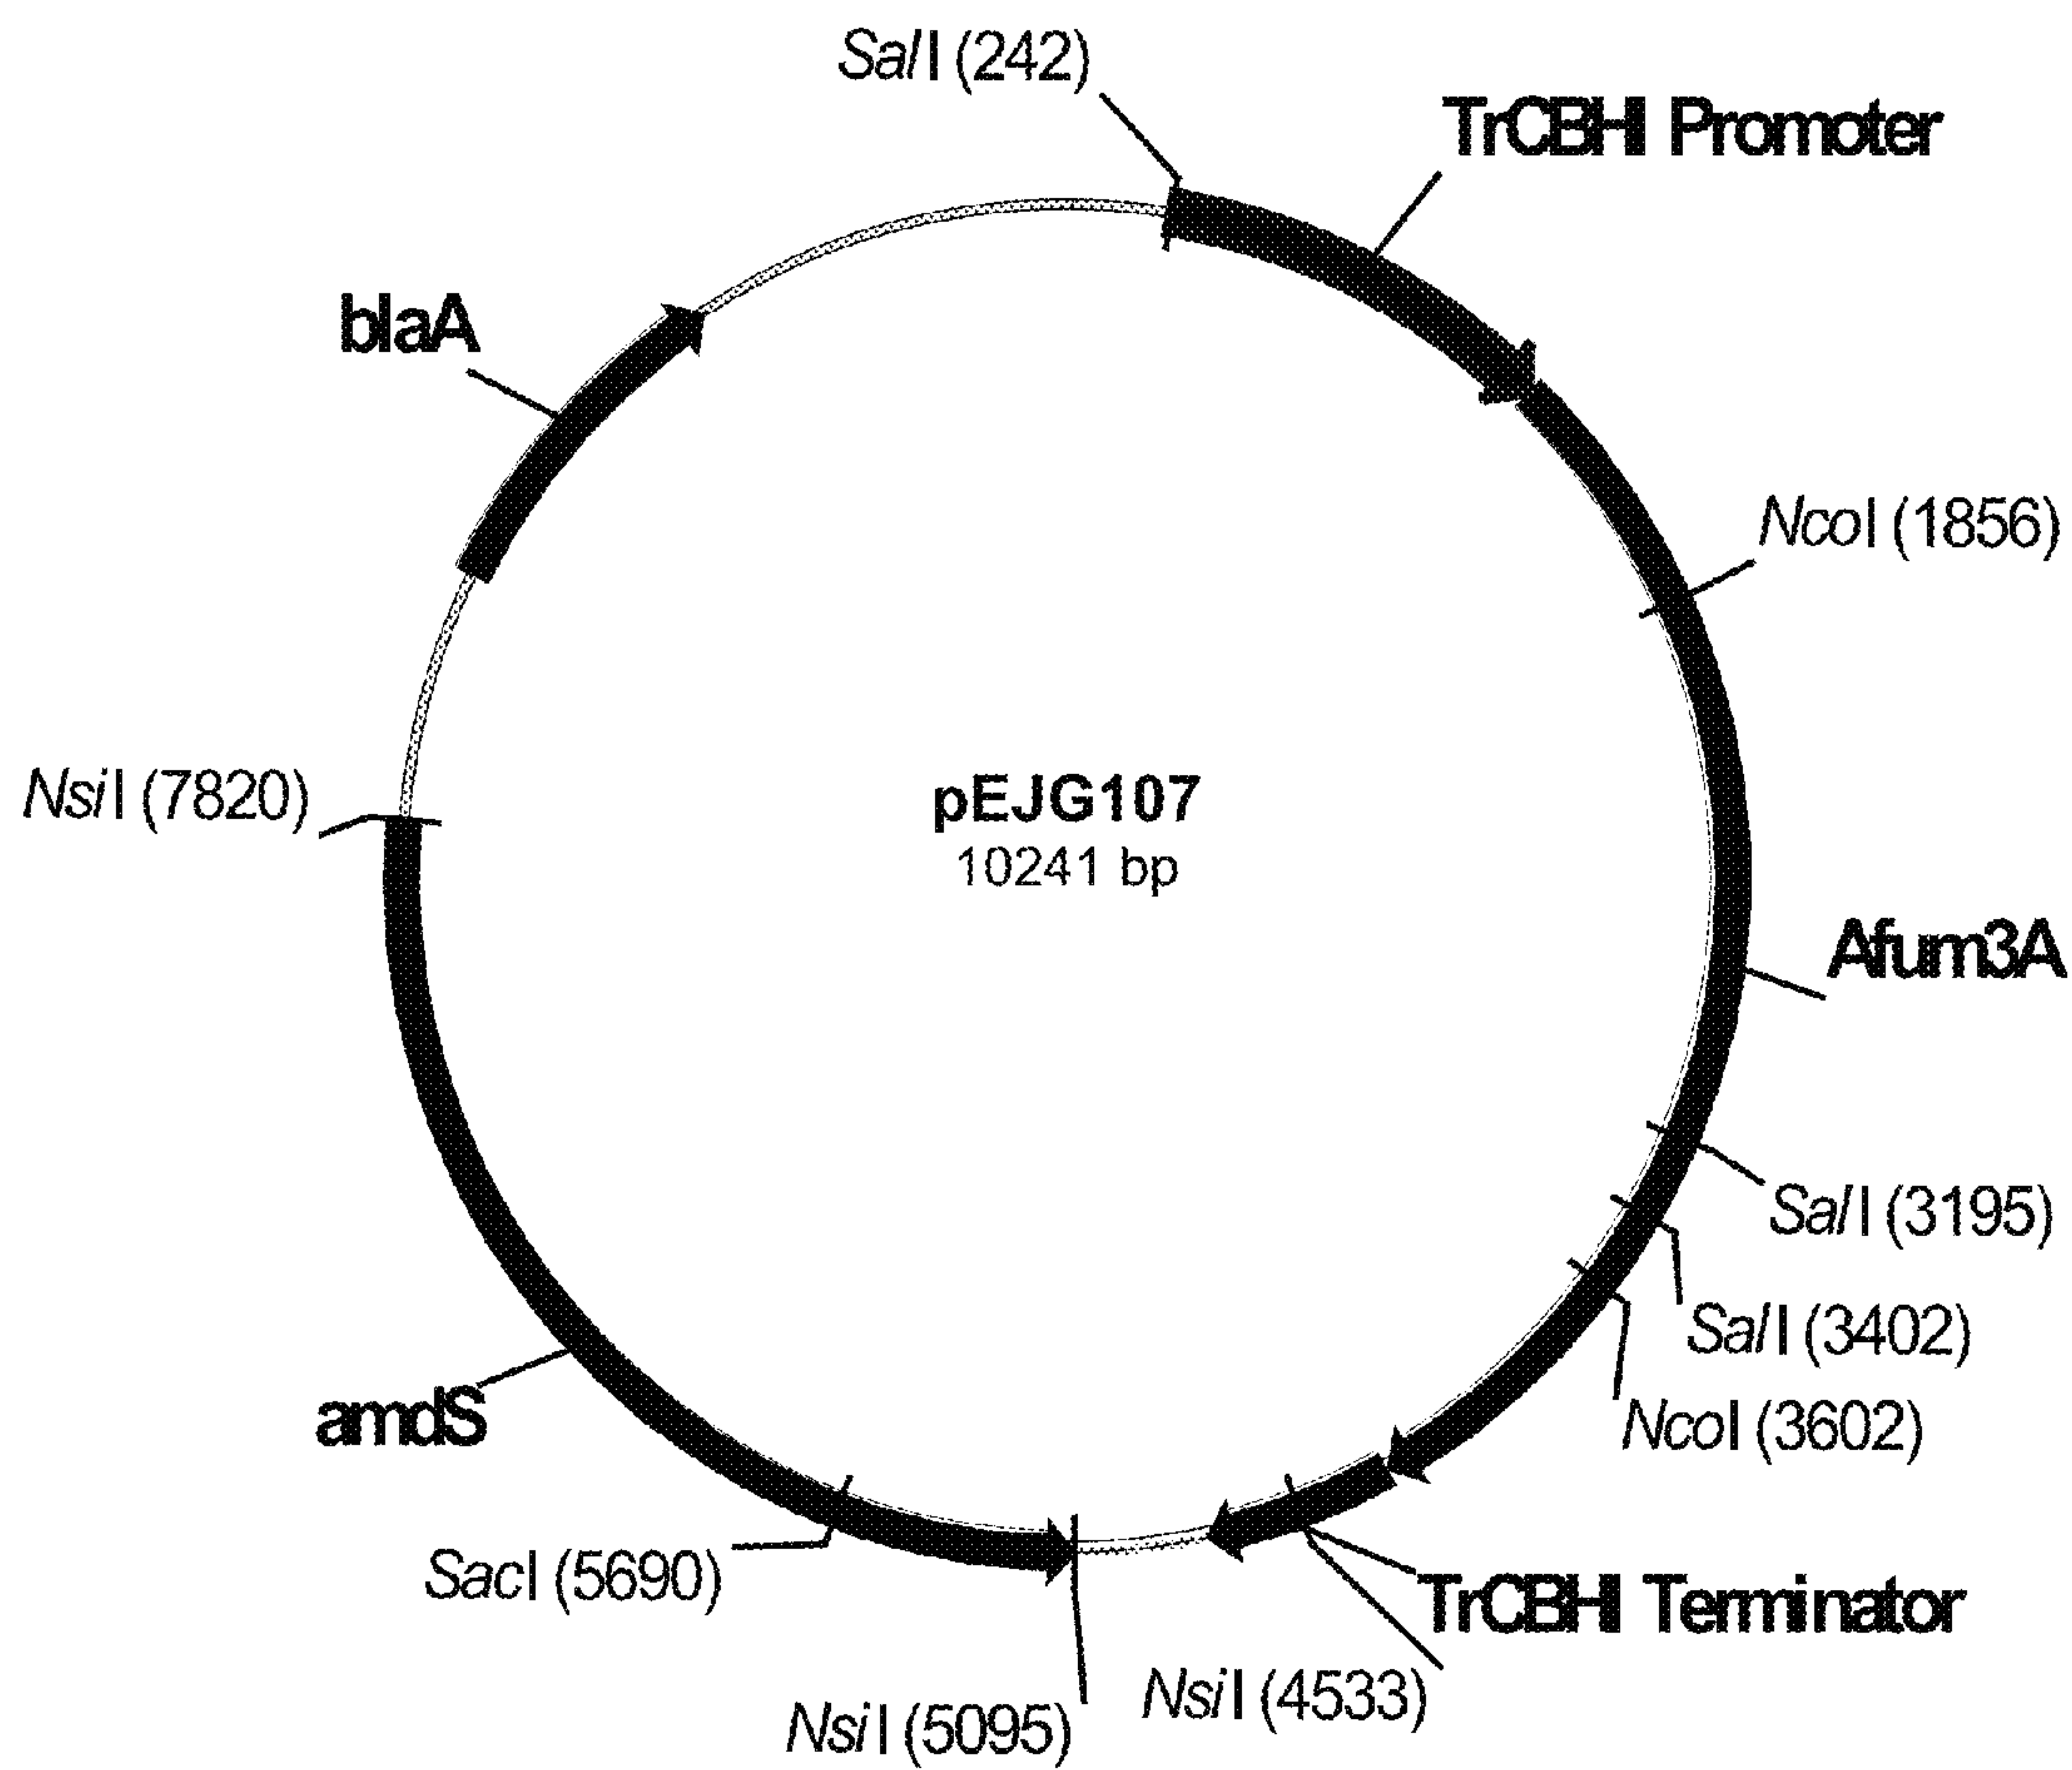 SalI (242)
TrCBHI Promoter
blaA
NcoI (1856)
NsiI (7820)
pEJG107
10241 bp
Afum3A
SalI (3195)
SalI (3402)
amdS
NcoI (3602)
SacI (5690)
TrCBHI Terminator
NsiI (4533)
NsiI (5095)